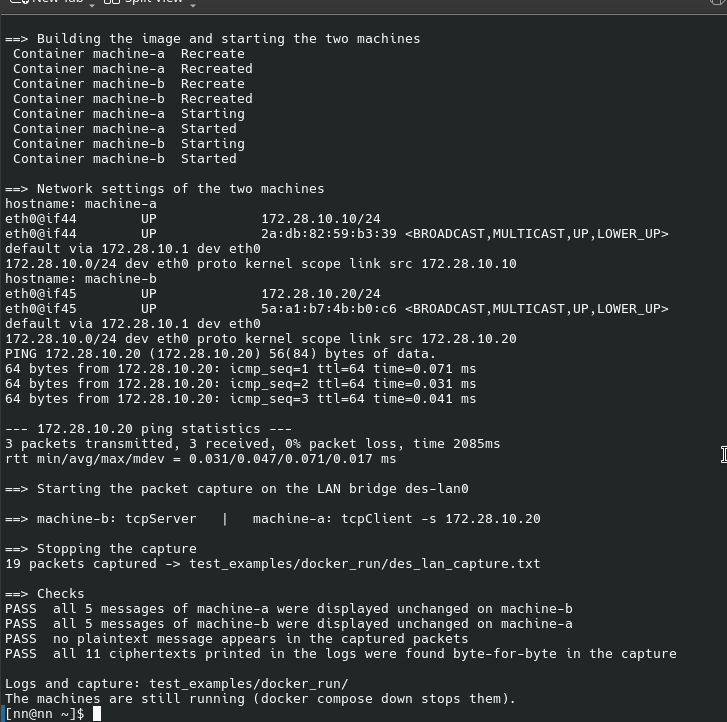 New Tab Split View
==> Building the image and starting the two machines
Container machine-a Recreate
Container machine-a Recreated
Container machine-b Recreate
Container machine-b Recreated
Container machine-a Starting
Container machine-a Started
Container machine-b Starting
Container machine-b Started
==> Network settings of the two machines
hostname: machine-a
eth0@if44 UP 172.28.10.10/24
eth0@if44 UP 2a:db:82:59:b3:39 <BROADCAST,MULTICAST,UP,LOWER_UP>
default via 172.28.10.1 dev eth0
172.28.10.0/24 dev eth0 proto kernel scope link src 172.28.10.10
hostname: machine-b
eth0@if45 UP 172.28.10.20/24
eth0@if45 UP 5a:a1:b7:4b:b0:c6 <BROADCAST,MULTICAST,UP,LOWER_UP>
default via 172.28.10.1 dev eth0
172.28.10.0/24 dev eth0 proto kernel scope link src 172.28.10.20
PING 172.28.10.20 (172.28.10.20) 56(84) bytes of data.
64 bytes from 172.28.10.20: icmp_seq=1 ttl=64 time=0.071 ms
64 bytes from 172.28.10.20: icmp_seq=2 ttl=64 time=0.031 ms
64 bytes from 172.28.10.20: icmp_seq=3 ttl=64 time=0.041 ms
--- 172.28.10.20 ping statistics ---
3 packets transmitted, 3 received, 0% packet loss, time 2085ms
rtt min/avg/max/mdev = 0.031/0.047/0.071/0.017 ms
==> Starting the packet capture on the LAN bridge des-lan0
==> machine-b: tcpServer | machine-a: tcpClient -s 172.28.10.20
==> Stopping the capture
19 packets captured -> test_examples/docker_run/des_lan_capture.txt
==> Checks
PASS all 5 messages of machine-a were displayed unchanged on machine-b
PASS all 5 messages of machine-b were displayed unchanged on machine-a
PASS no plaintext message appears in the captured packets
PASS all 11 ciphertexts printed in the logs were found byte-for-byte in the capture
Logs and capture: test_examples/docker_run/
The machines are still running (docker compose down stops them).
[nn@nn ~]$